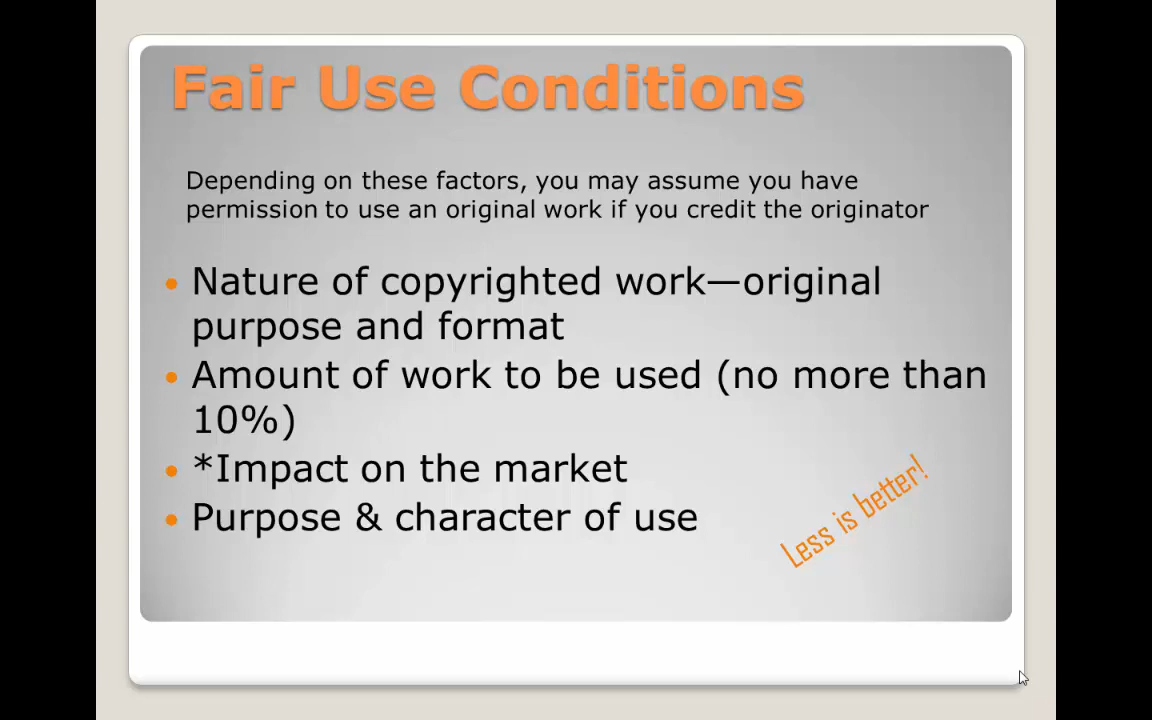 Fair Use Conditions
Depending on these factors, you may assume you have
permission to use an original work if you credit the originator
• Nature of copyrighted work—original
purpose and format
• Amount of work to be used (no more than
10%)
• *Impact on the market
• Purpose & character of use
Less is better!